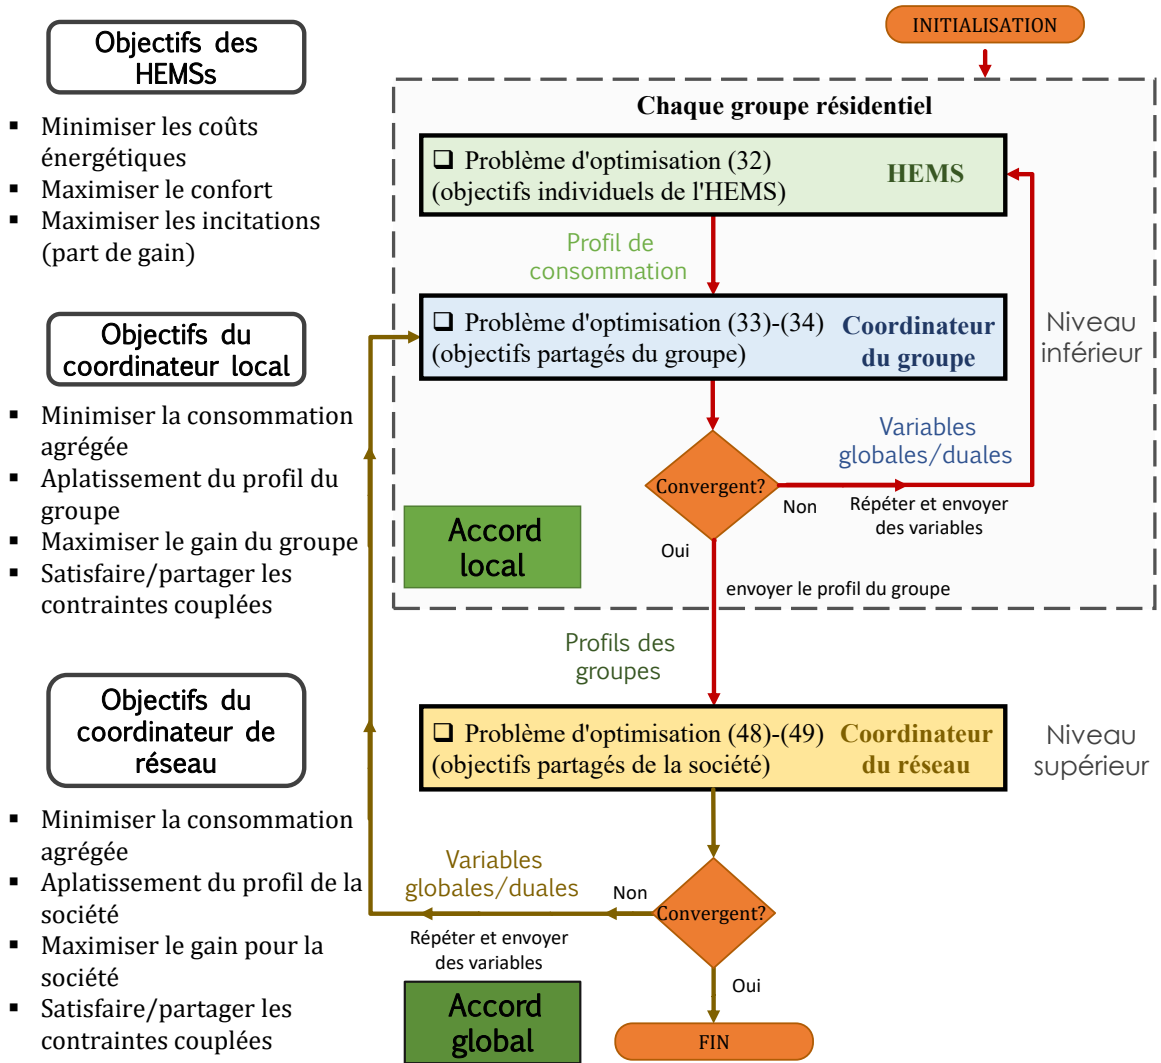 Objectifs des
HEMSs
▪ Minimiser les coûts
énergétiques
▪ Maximiser le confort
▪ Maximiser les incitations
(part de gain)
Objectifs du
coordinateur local
▪ Minimiser la consommation
agrégée
▪ Aplatissement du profil du
groupe
▪ Maximiser le gain du groupe
▪ Satisfaire/partager les
contraintes couplées
Objectifs du
coordinateur de
réseau
▪ Minimiser la consommation
agrégée
▪ Aplatissement du profil de la
société
▪ Maximiser le gain pour la
société
▪ Satisfaire/partager les
contraintes couplées
INITIALISATION
Chaque groupe résidentiel
❑ Problème d'optimisation (32)
(objectifs individuels de l'HEMS)
HEMS
Profil de
consommation
❑ Problème d'optimisation (33)-(34)
(objectifs partagés du groupe)
Coordinateur
du groupe
Niveau
inférieur
Variables
globales/duales
Convergent?
Non
Répéter et envoyer
des variables
Accord
local
Oui
envoyer le profil du groupe
Profils des
groupes
❑ Problème d'optimisation (48)-(49)
(objectifs partagés de la société)
Coordinateur
du réseau
Niveau
supérieur
Variables
globales/duales
Non
Convergent?
Répéter et envoyer
des variables
Accord
global
Oui
FIN